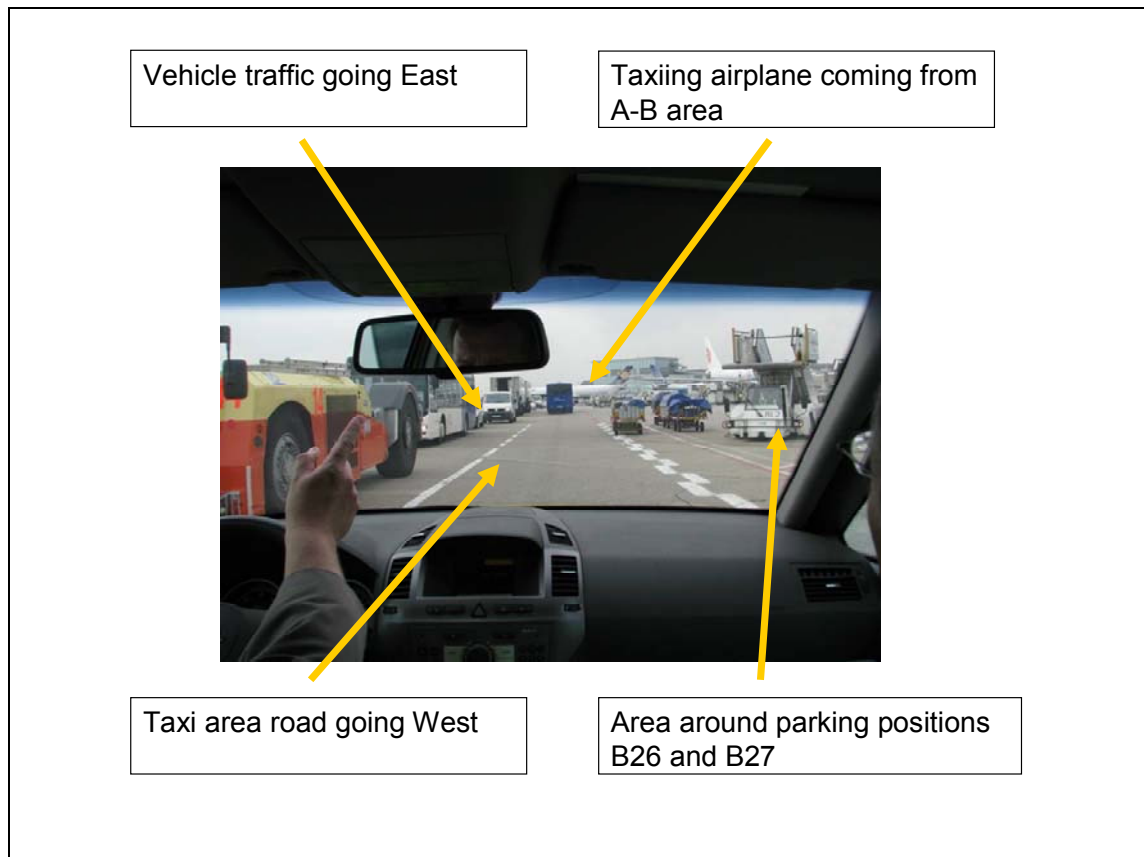 Vehicle traffic going East
Taxiing airplane coming from
A-B area
Taxi area road going West
Area around parking positions
B26 and B27